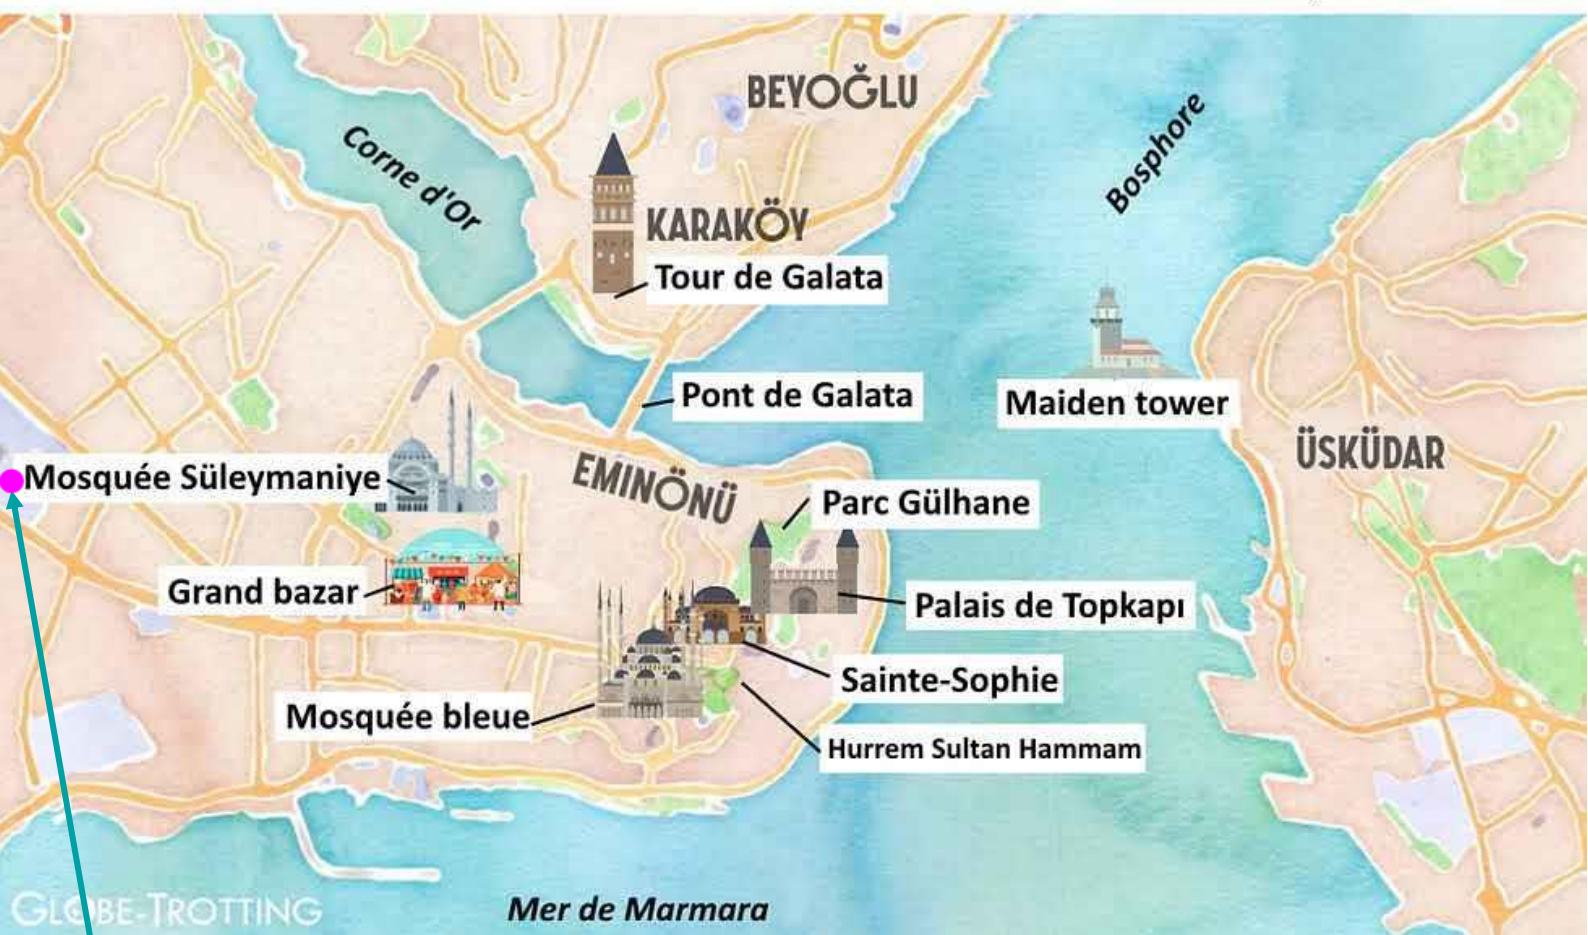 BEYOĞLU
Bosphore
Corne d'Or
KARAKÖY
Tour de Galata
Pont de Galata
Maiden tower
ÜSKÜDAR
Mosquée Süleymaniye
EMINÖNÜ
Parc Gülhane
Grand bazar
Palais de Topkapı
Sainte-Sophie
Mosquée bleue
Hurrem Sultan Hammam
GLOBE-TROTTING
Mer de Marmara